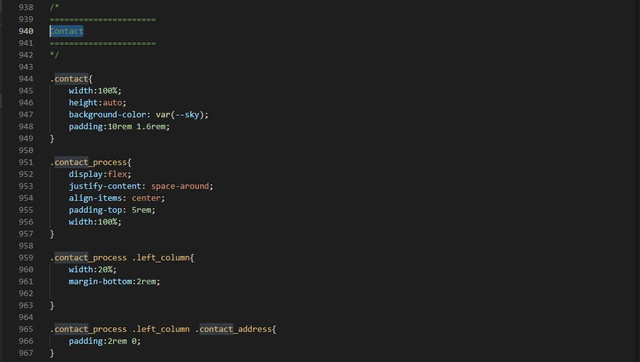 938 /*
939 ======================
940 Contact
941 ======================
942 */
943
944 .contact{
945 width:100%;
946 height:auto;
947 background-color: var(--sky);
948 padding:10rem 1.6rem;
949 }
950
951 .contact_process{
952 display:flex;
953 justify-content: space-around;
954 align-items: center;
955 padding-top: 5rem;
956 width:100%;
957 }
958
959 .contact_process .left_column{
960 width:20%;
961 margin-bottom:2rem;
962
963 }
964
965 .contact_process .left_column .contact_address{
966 padding:2rem 0;
967 }